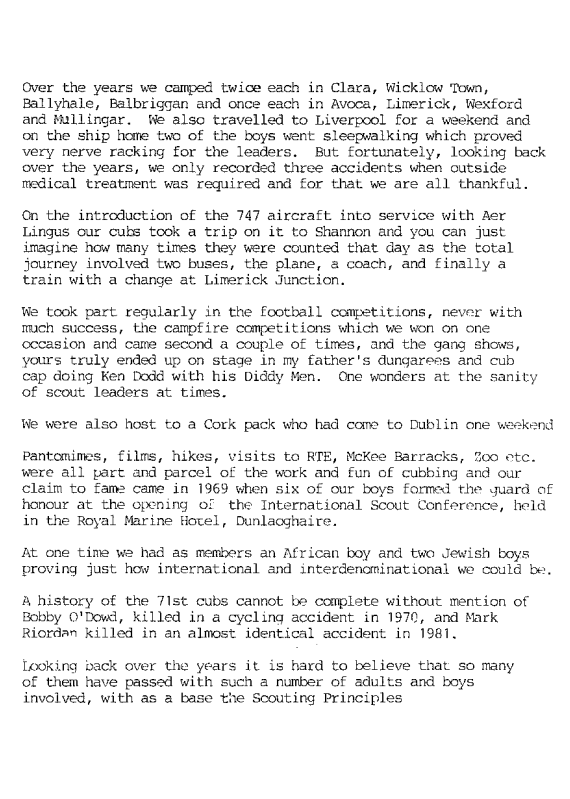 Over the years we camped twice each in Clara, Wicklow Town,
Ballyhale, Balbriggan and once each in Avoca, Limerick, Wexford
and Mullingar. We also travelled to Liverpool for a weekend and
on the ship home two of the boys went sleepwalking which proved
very nerve racking for the leaders. But fortunately, looking back
over the years, we only recorded three accidents when outside
medical treatment was required and for that we are all thankful.
On the introduction of the 747 aircraft into service with Aer
Lingus our cubs took a trip on it to Shannon and you can just
imagine how many times they were counted that day as the total
journey involved two buses, the plane, a coach, and finally a
train with a change at Limerick Junction.
We took part regularly in the football competitions, never with
much success, the campfire competitions which we won on one
occasion and came second a couple of times, and the gang shows,
yours truly ended up on stage in my father's dungarees and cub
cap doing Ken Dodd with his Diddy Men. One wonders at the sanity
of scout leaders at times.
We were also host to a Cork pack who had come to Dublin one weekend
Pantomimes, films, hikes, visits to RTE, McKee Barracks, Zoo etc.
were all part and parcel of the work and fun of cubbing and our
claim to fame came in 1969 when six of our boys formed the guard of
honour at the opening of the International Scout Conference, held
in the Royal Marine Hotel, Dunlaoghaire.
At one time we had as members an African boy and two Jewish boys
proving just how international and interdenominational we could be.
A history of the 71st cubs cannot be complete without mention of
Bobby O'Dowd, killed in a cycling accident in 1970, and Mark
Riordan killed in an almost identical accident in 1981.
Looking back over the years it is hard to believe that so many
of them have passed with such a number of adults and boys
involved, with as a base the Scouting Principles